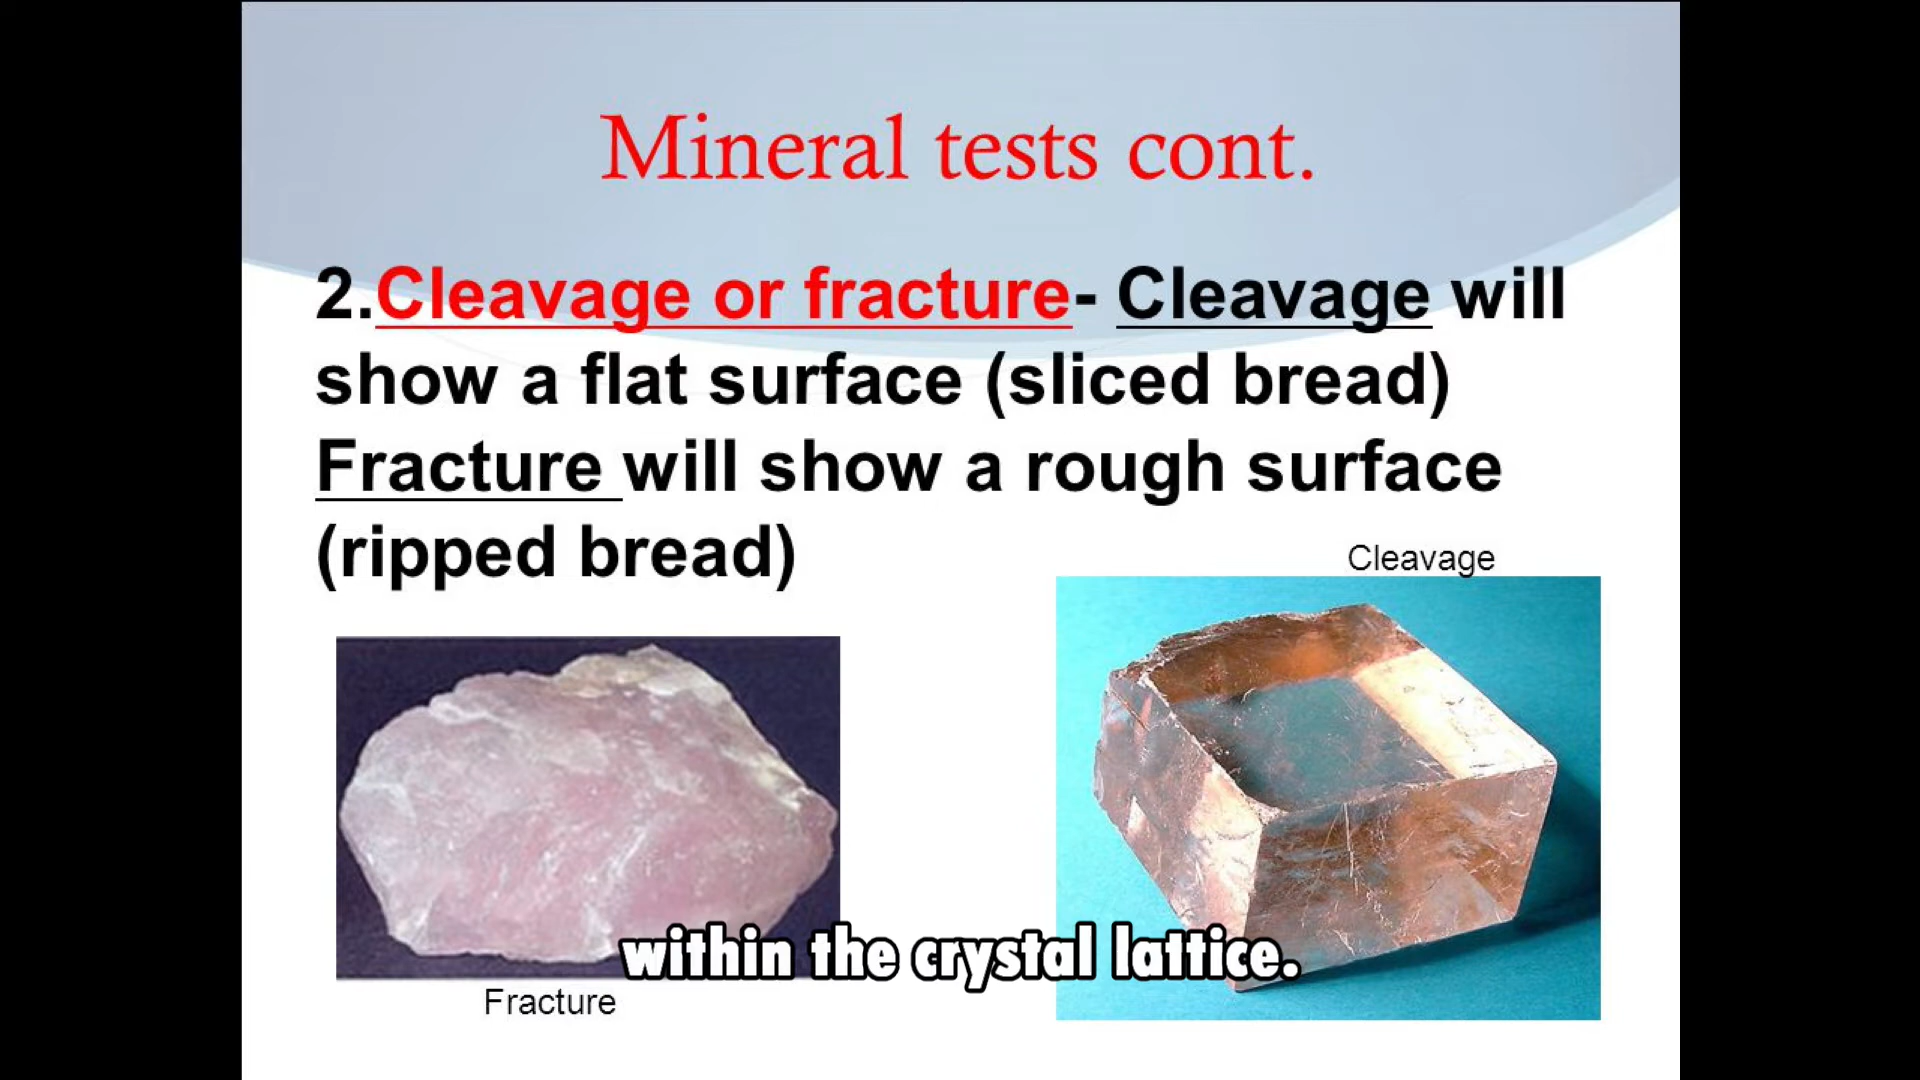 Mineral tests cont.
2.Cleavage or fracture- Cleavage will
show a flat surface (sliced bread)
Fracture will show a rough surface
(ripped bread)
Cleavage
within the crystal lattice.
Fracture